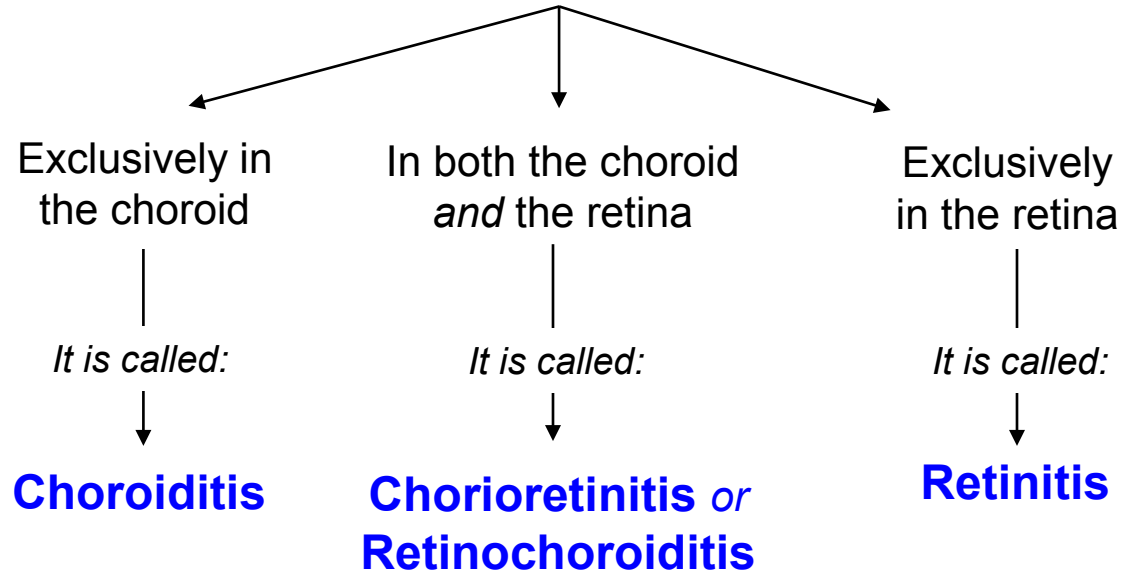 Exclusively in
the choroid
It is called:
Choroiditis
In both the choroid
and the retina
It is called:
Chorioretinitis or
Retinochoroiditis
Exclusively
in the retina
It is called:
Retinitis